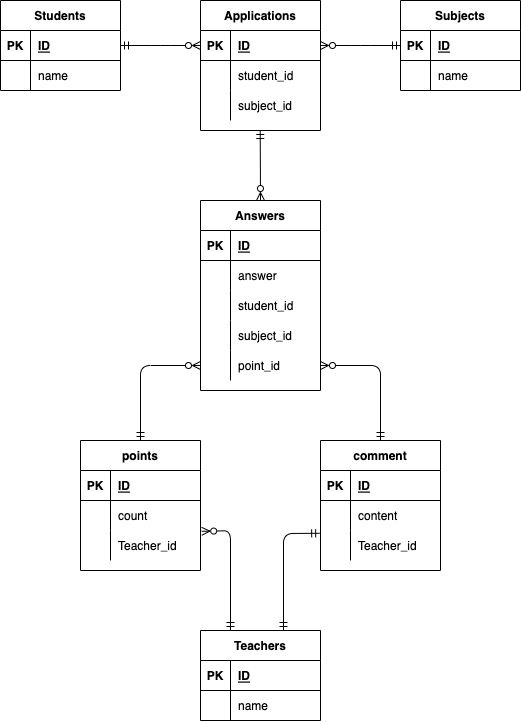 Students
PK ID
name
Applications
PK ID
student_id
subject_id
Subjects
PK ID
name
Answers
PK ID
answer
student_id
subject_id
point_id
points
PK ID
count
Teacher_id
comment
PK ID
content
Teacher_id
Teachers
PK ID
name